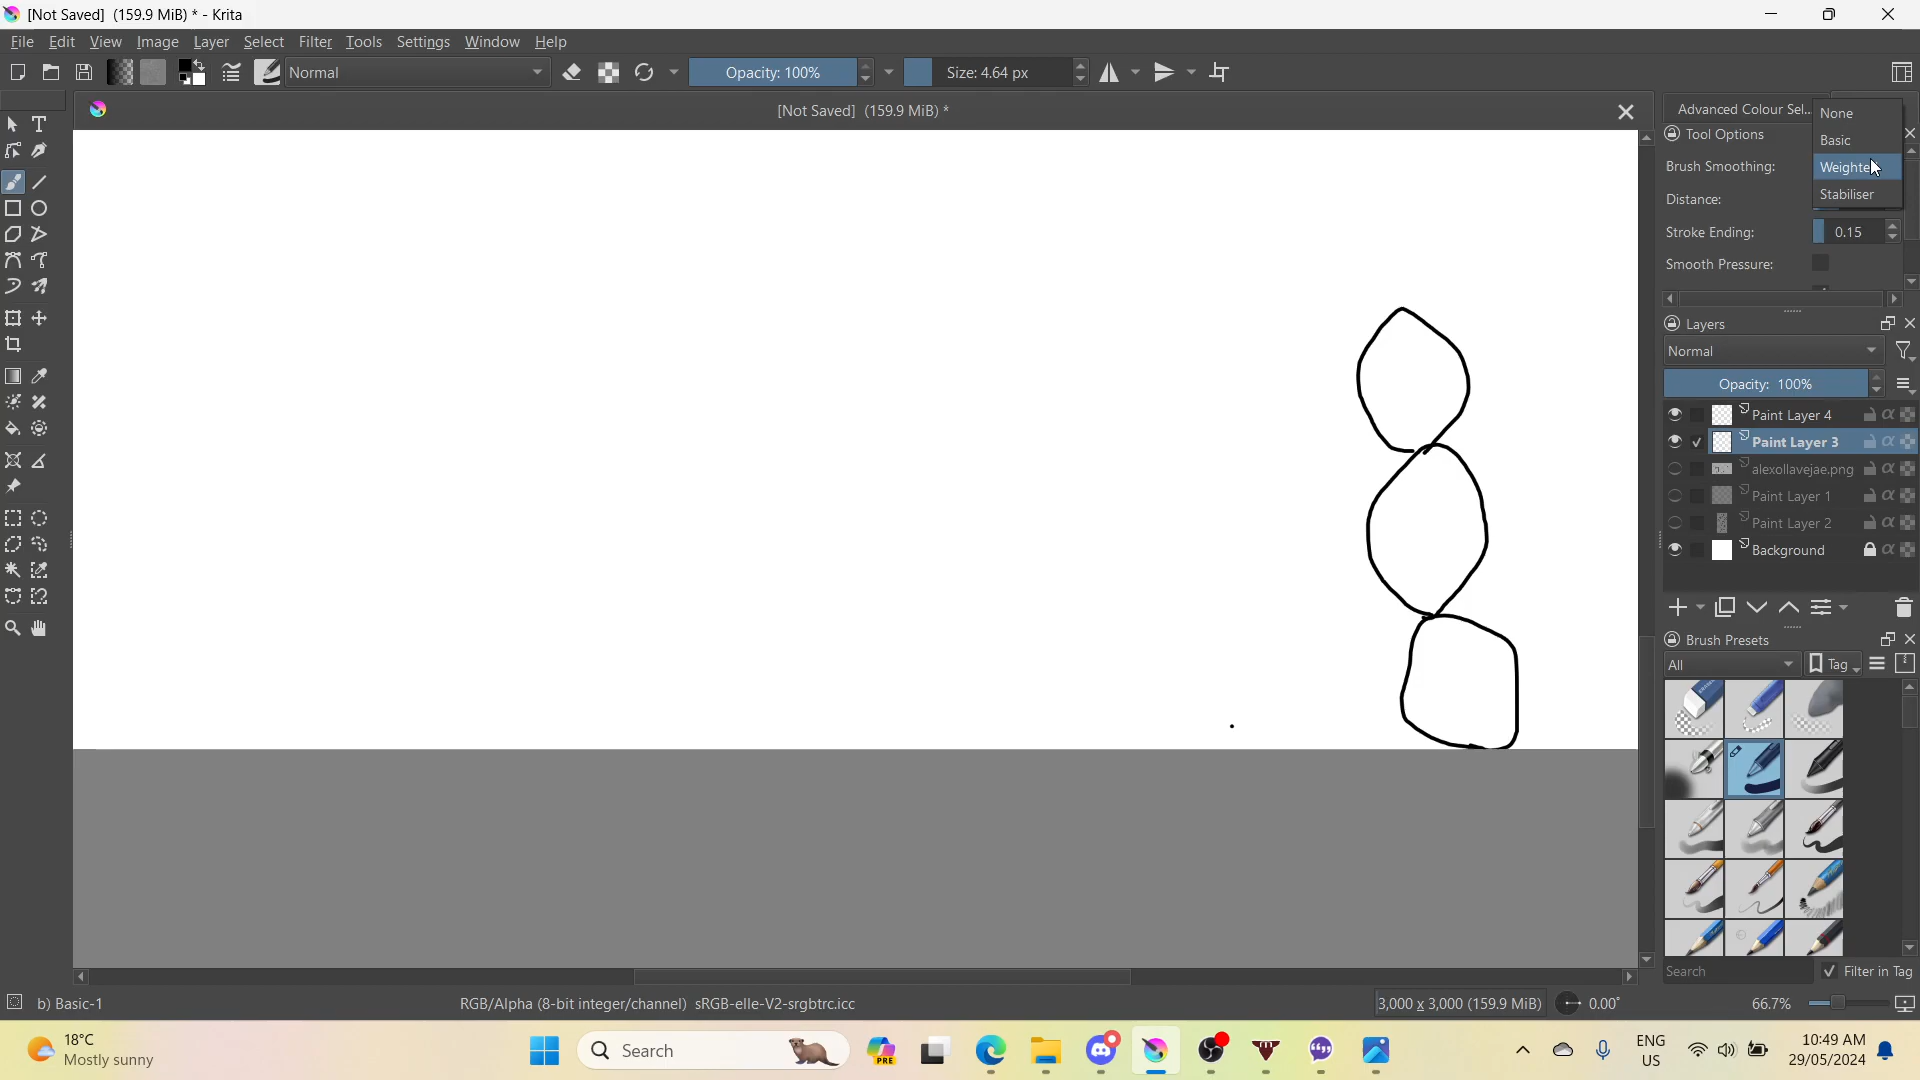 [Not Saved] (159.9 MiB) * - Krita
File Edit View Image Layer Select Filter Tools Settings Window Help
Normal
Opacity: 100%
Size: 4.64 px
[Not Saved] (159.9 MiB) *
Advanced Colour Sel...
None
Tool Options
Basic
Brush Smoothing:
Weighte
Distance:
Stabiliser
Stroke Ending: 0.15
Smooth Pressure:
Layers
Normal
Opacity: 100%
Paint Layer 4
Paint Layer 3
alexollavejae.png
Paint Layer 1
Paint Layer 2
Background
Brush Presets
All Tag
Search Filter in Tag
b) Basic-1 RGB/Alpha (8-bit integer/channel) sRGB-elle-V2-srgbtrc.icc 3,000 x 3,000 (159.9 MiB) 0.00° 66.7%
18°C
Mostly sunny
Search
PRE
ENG
US
10:49 AM
29/05/2024